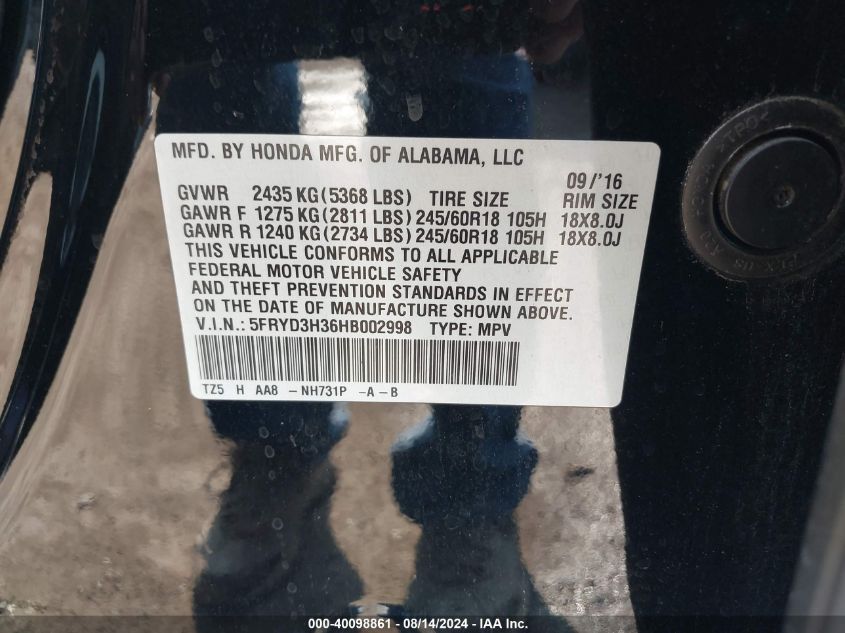 MFD. BY HONDA MFG. OF ALABAMA, LLC
09/'16
GVWR 2435 KG(5368 LBS) TIRE SIZE RIM SIZE
GAWR F 1275 KG(2811 LBS) 245/60R18 105H 18X8.0J
GAWR R 1240 KG(2734 LBS) 245/60R18 105H 18X8.0J
THIS VEHICLE CONFORMS TO ALL APPLICABLE
FEDERAL MOTOR VEHICLE SAFETY
AND THEFT PREVENTION STANDARDS IN EFFECT
ON THE DATE OF MANUFACTURE SHOWN ABOVE.
V.I.N.: 5FRYD3H36HB002998 TYPE: MPV
TZ5 H AA8 -NH731P -A-B
000-40098861 - 08/14/2024 - IAA Inc.